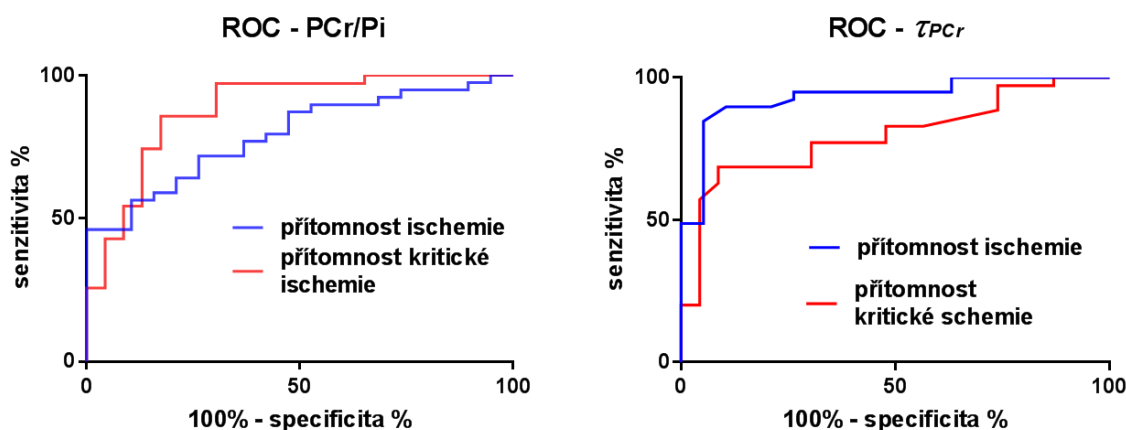 ROC - PCr/Pi
senzitivita %
100
50
0
přítomnost ischemie
přítomnost kritické
ischemie
0
50
100
100% - specificita %
ROC - τPCr
senzitivita %
100
50
0
přítomnost ischemie
přítomnost
kritické schemie
0
50
100
100% - specificita %